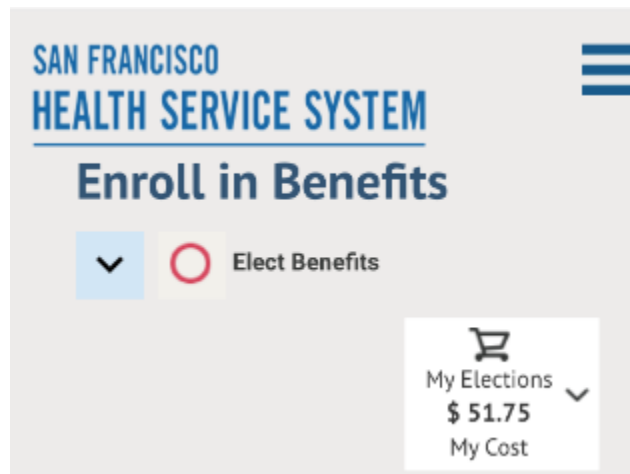 SAN FRANCISCO
HEALTH SERVICE SYSTEM
Enroll in Benefits
Elect Benefits
My Elections
$ 51.75
My Cost